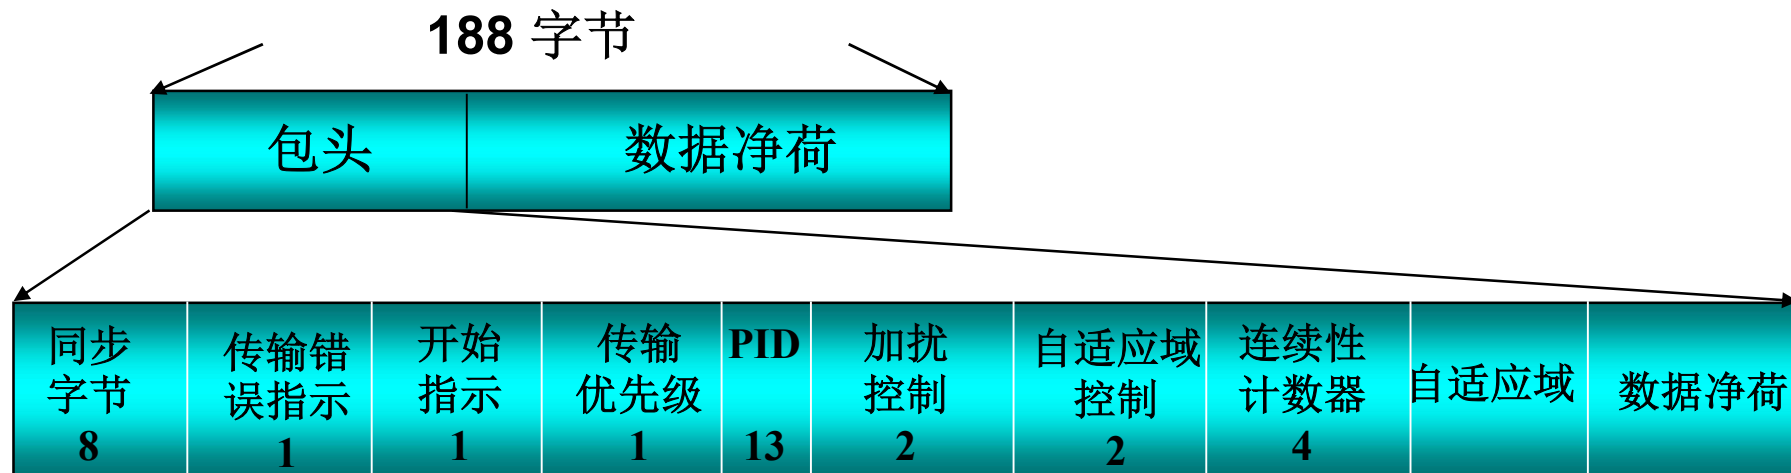 188 字节
包头
数据净荷
同步
字节
8
传输错
误指示
1
开始
指示
1
传输
优先级
1
PID
13
加扰
控制
2
自适应域
控制
2
连续性
计数器
4
自适应域
数据净荷